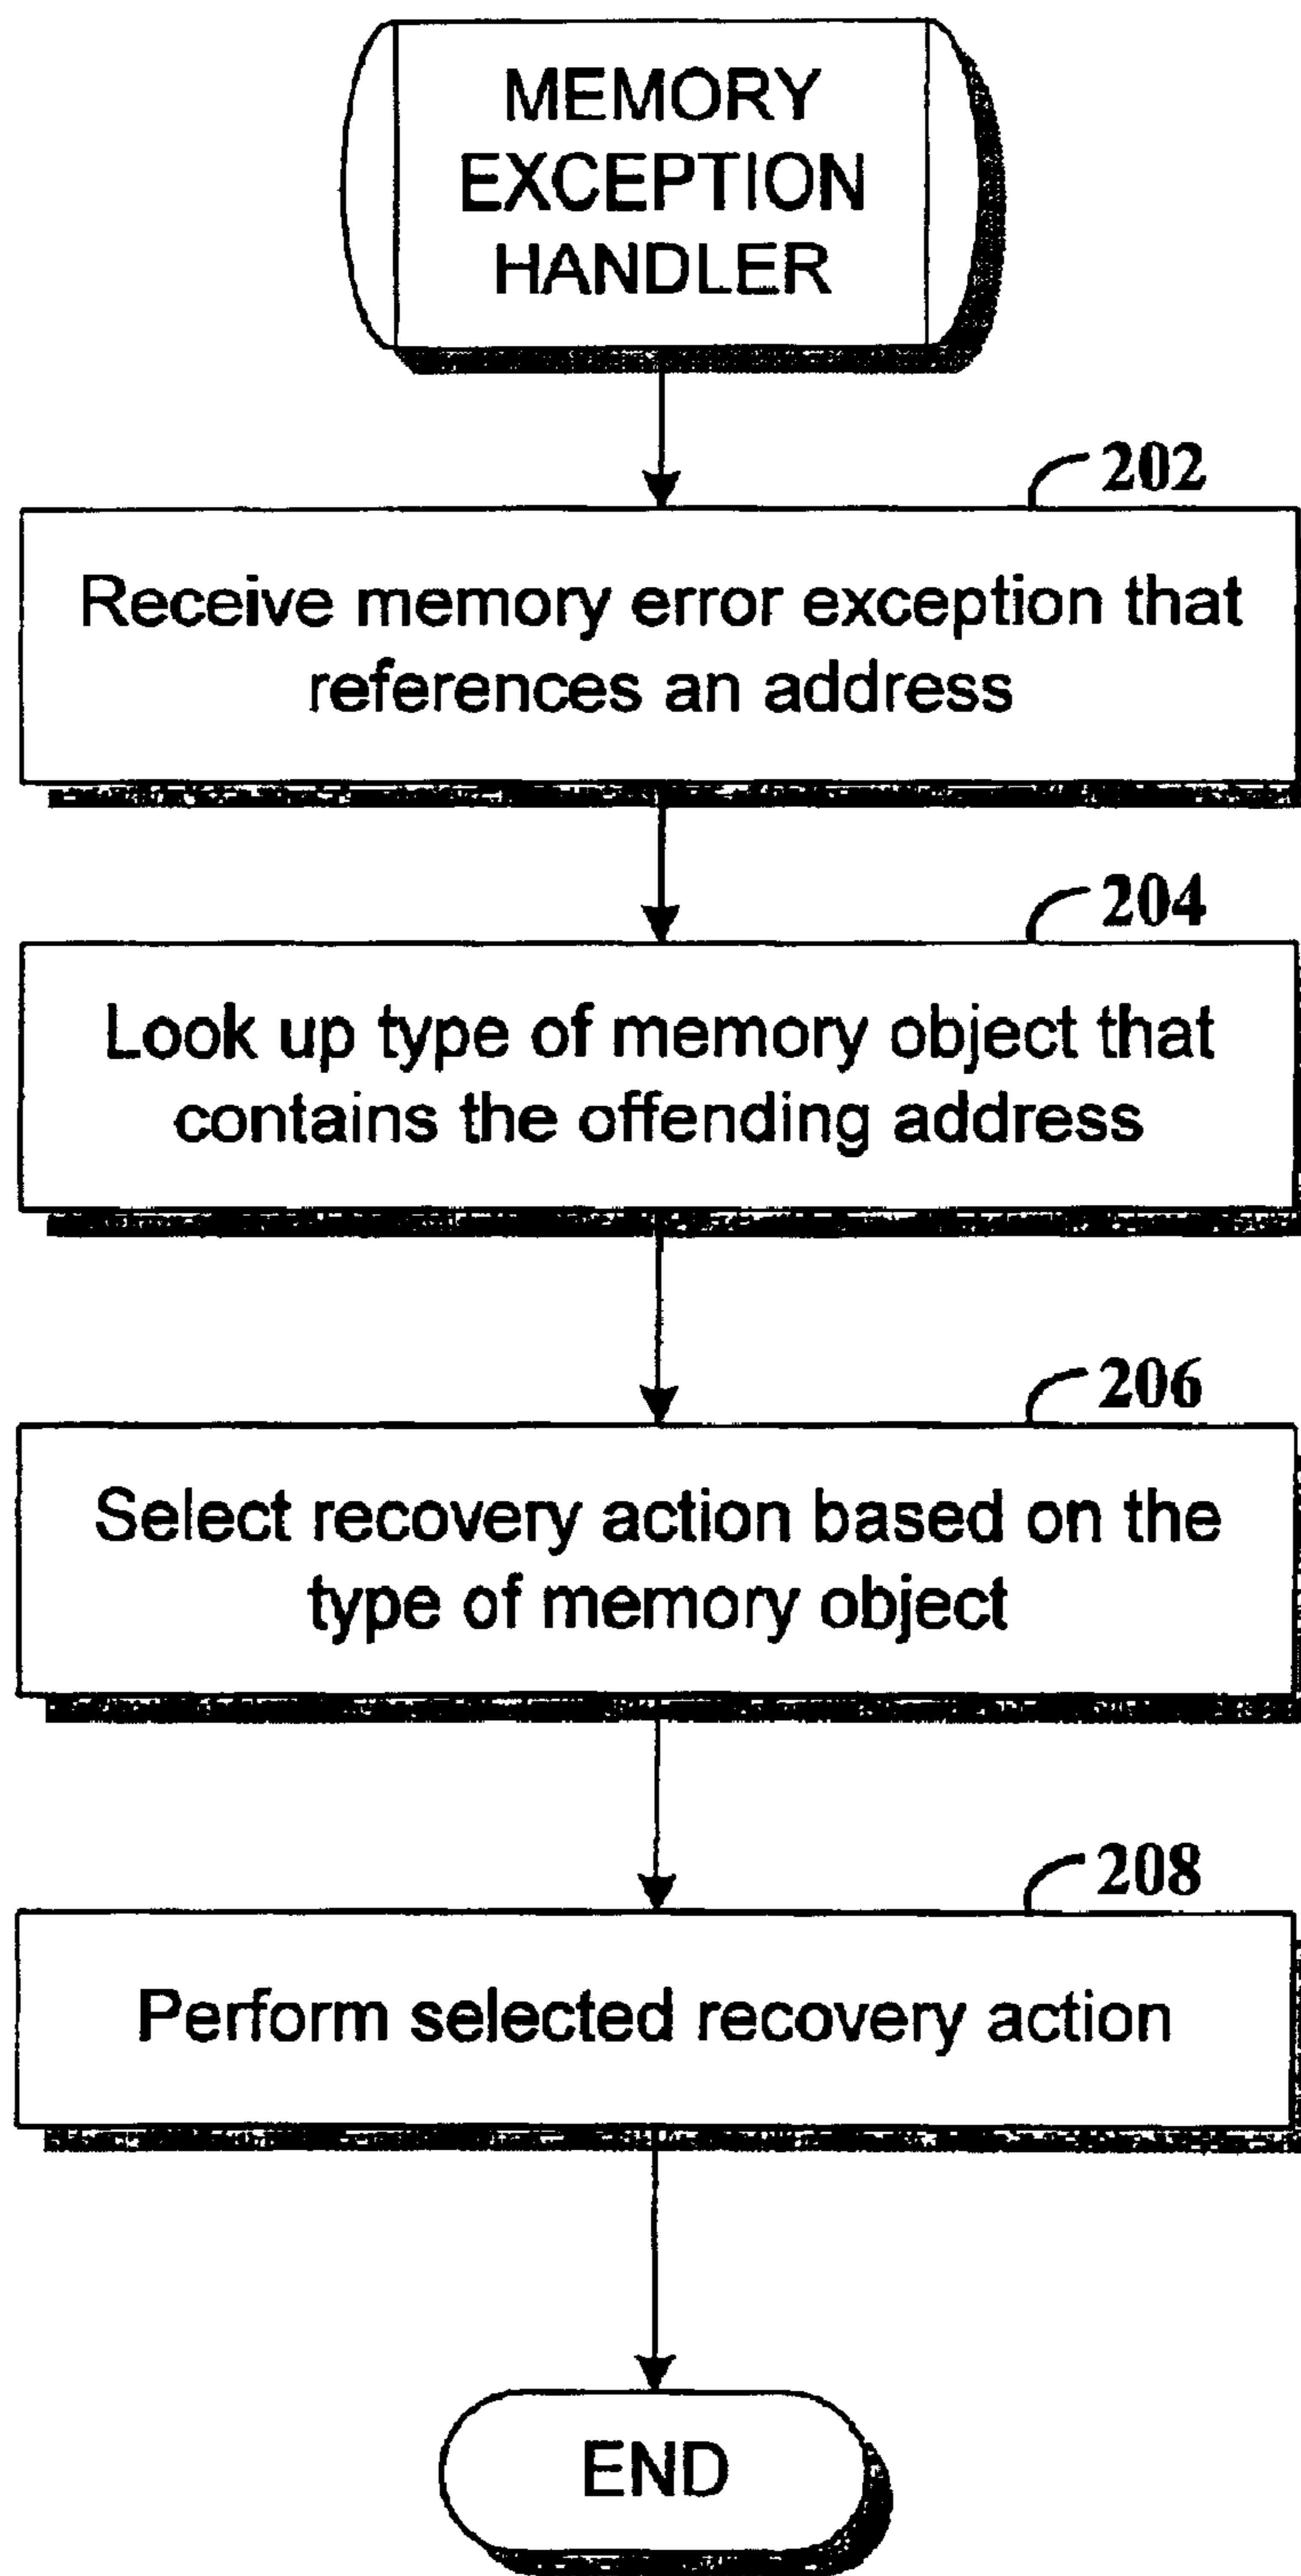 MEMORY
EXCEPTION
HANDLER
202
Receive memory error exception that
references an address
204
Look up type of memory object that
contains the offending address
206
Select recovery action based on the
type of memory object
208
Perform selected recovery action
END